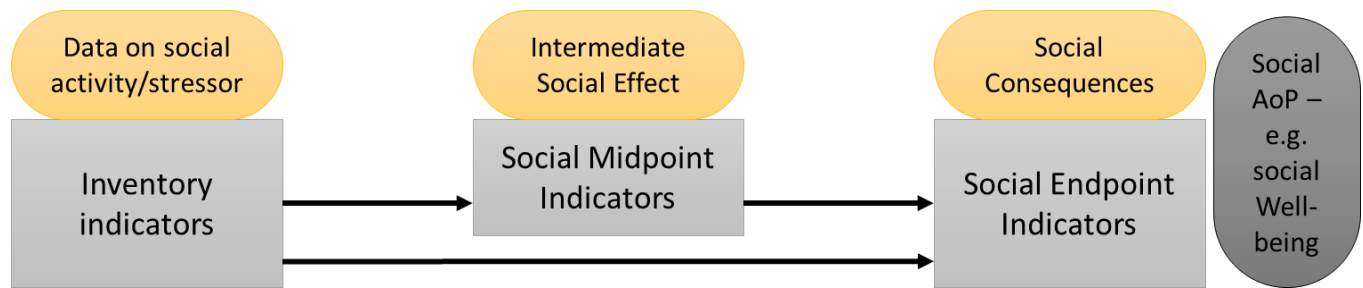 Data on social
activity/stressor
Intermediate
Social Effect
Social
Consequences
Inventory
indicators
Social Midpoint
Indicators
Social Endpoint
Indicators
Social
AoP –
e.g.
social
Well-
being